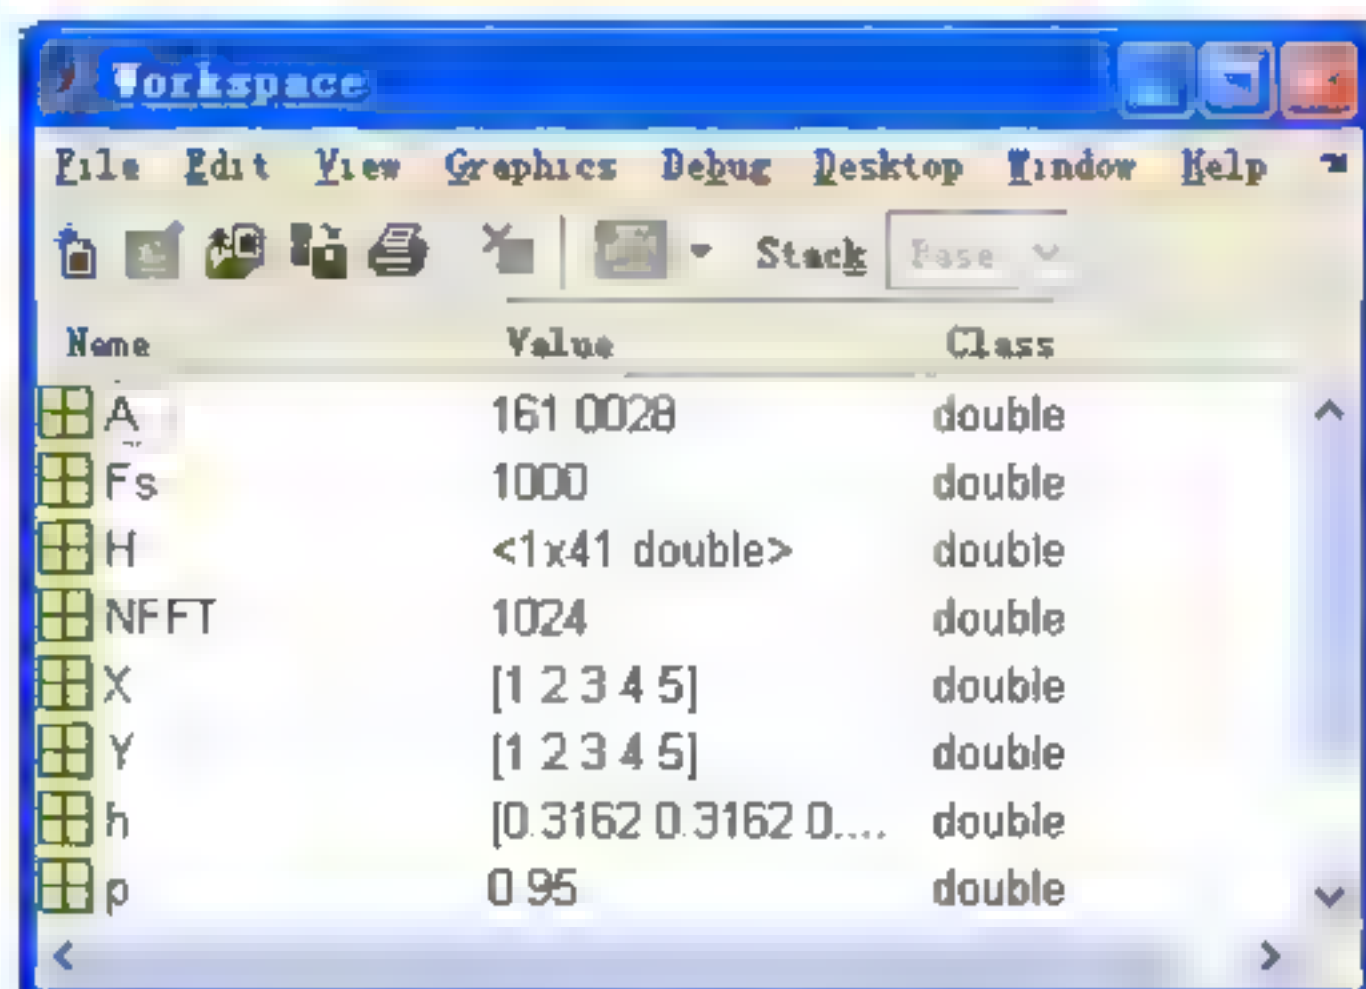 Workspace
File Edit View Graphics Debug Desktop Window Help
Stack Base
Name Value Class
A 161.0028 double
Fs 1000 double
H <1x41 double> double
NFFT 1024 double
X [1 2 3 4 5] double
Y [1 2 3 4 5] double
h [0.3162 0.3162 0.... double
p 0.95 double